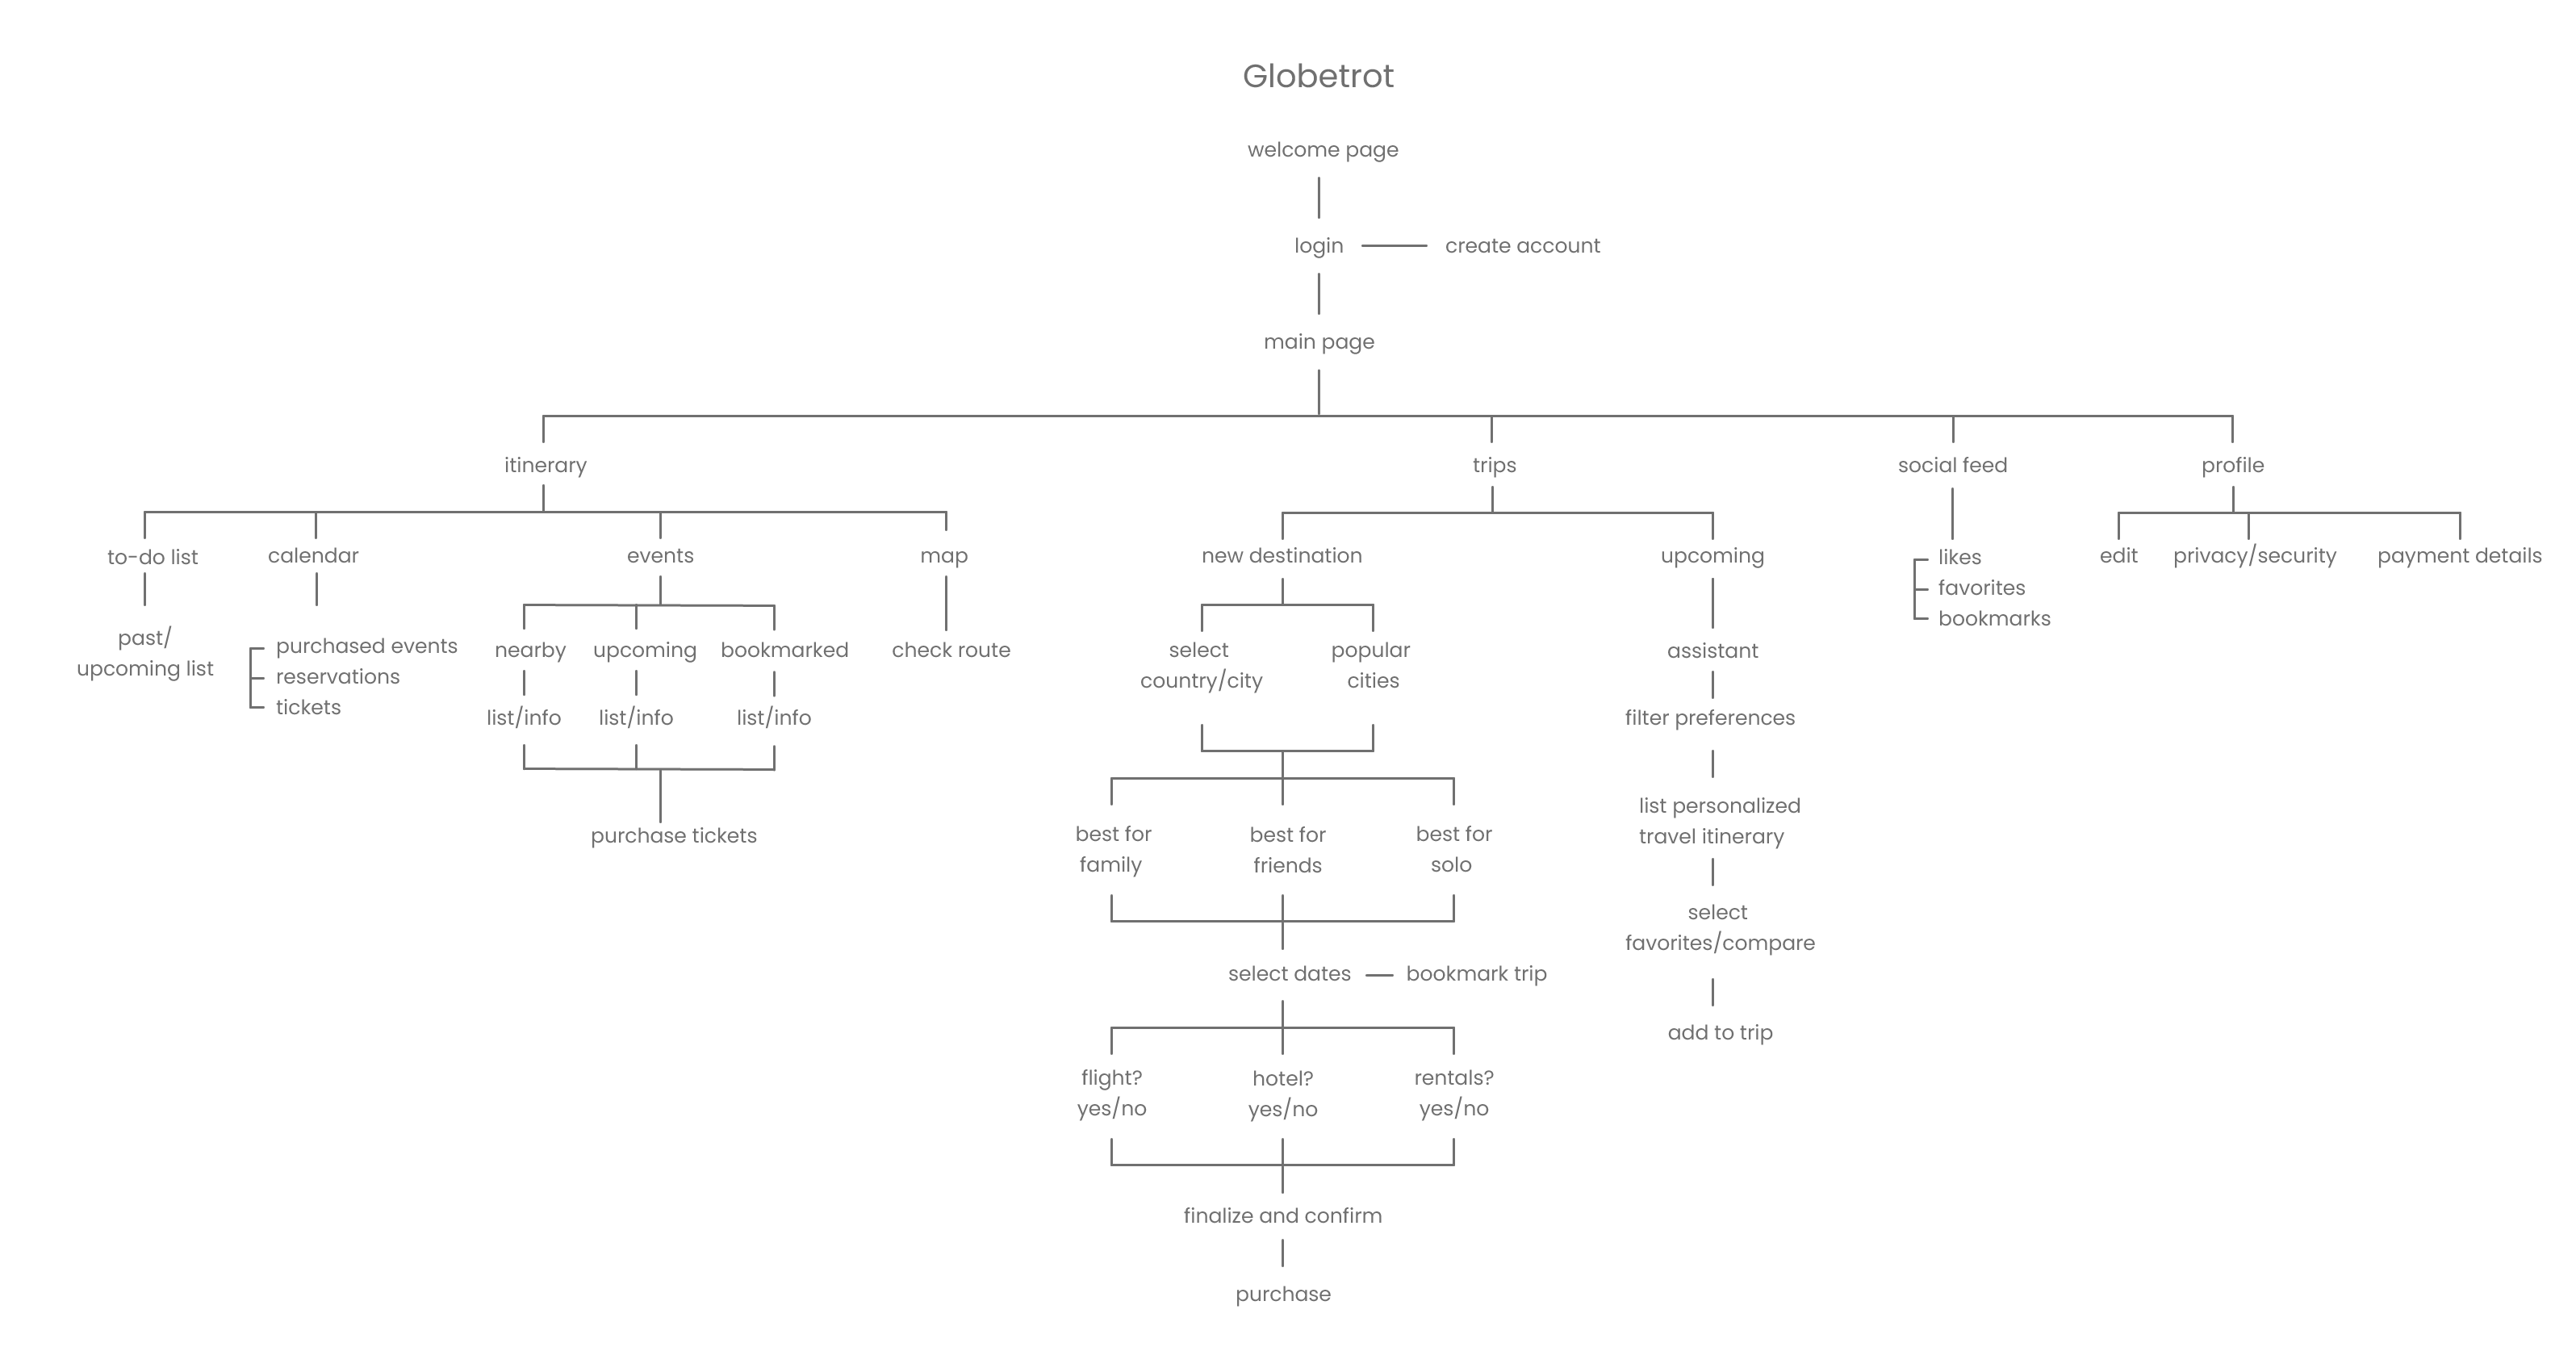 Globetrot
welcome page
login
create account
main page
itinerary
trips
social feed
profile
to-do list
calendar
events
map
new destination
upcoming
likes
favorites
bookmarks
edit
privacy/security
payment details
past/
upcoming list
purchased events
reservations
tickets
nearby
upcoming
bookmarked
list/info
list/info
list/info
purchase tickets
check route
select
country/city
popular
cities
best for
family
best for
friends
best for
solo
select dates
bookmark trip
flight?
yes/no
hotel?
yes/no
rentals?
yes/no
finalize and confirm
purchase
assistant
filter preferences
list personalized
travel itinerary
select
favorites/compare
add to trip